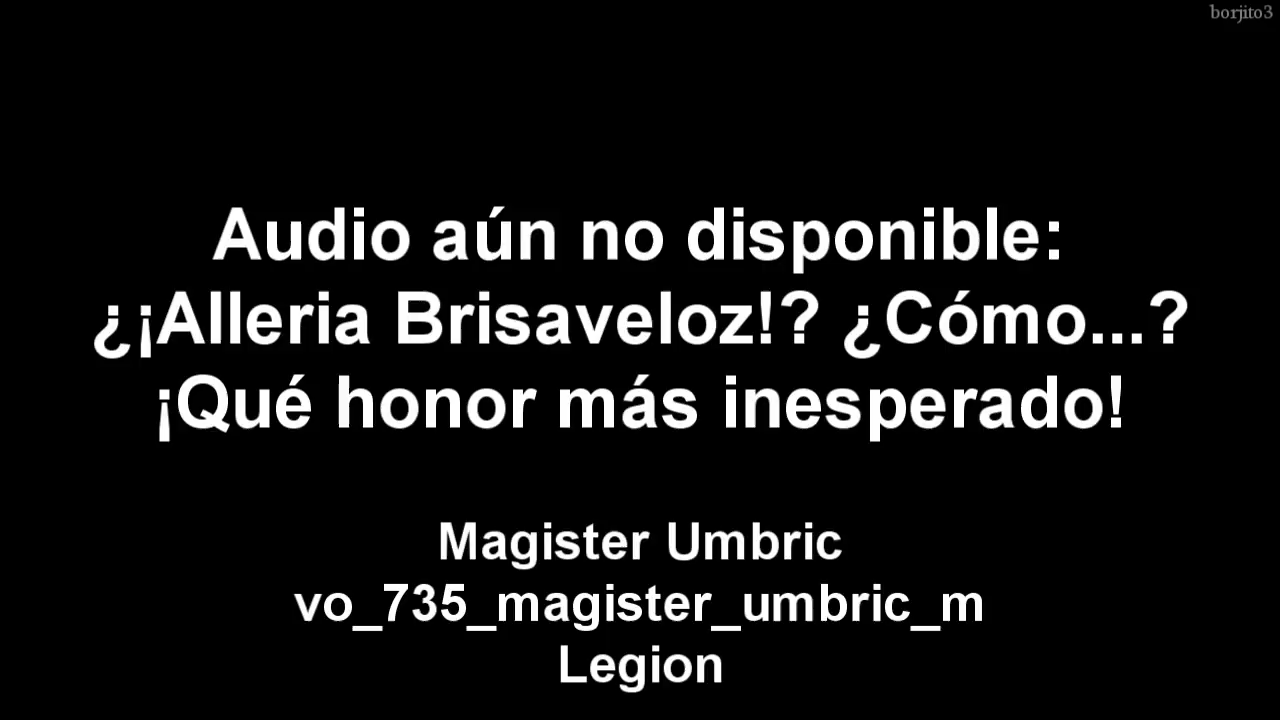 borjito3
Audio aún no disponible:
¿¡Alleria Brisaveloz!? ¿Cómo...?
¡Qué honor más inesperado!
Magister Umbric
vo_735_magister_umbric_m
Legion